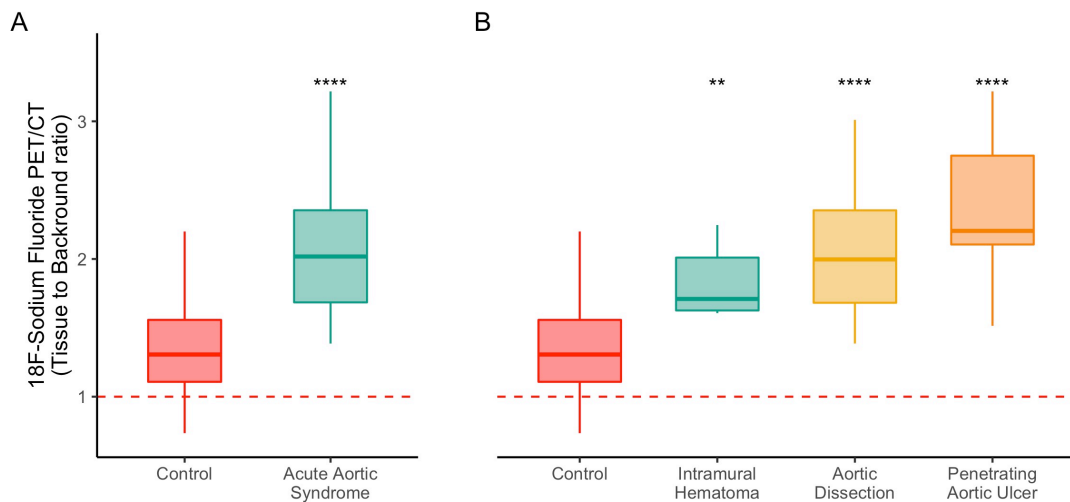 A
B
18F-Sodium Fluoride PET/CT
(Tissue to Backround ratio)
3
2
1
****
**
****
****
Control
Acute Aortic
Syndrome
Control
Intramural
Hematoma
Aortic
Dissection
Penetrating
Aortic Ulcer